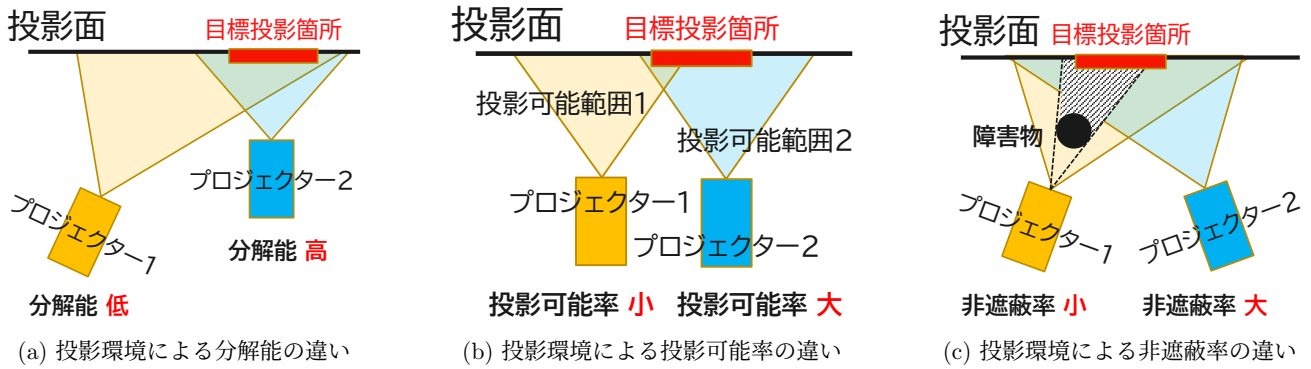 投影面
目標投影箇所
プロジェクター2
プロジェクター1
分解能 高
分解能 低
(a) 投影環境による分解能の違い
投影面
目標投影箇所
投影可能範囲1
投影可能範囲2
プロジェクター1
プロジェクター2
投影可能率 小
投影可能率 大
(b) 投影環境による投影可能率の違い
投影面
目標投影箇所
障害物
プロジェクター1
プロジェクター2
非遮蔽率 小
非遮蔽率 大
(c) 投影環境による非遮蔽率の違い